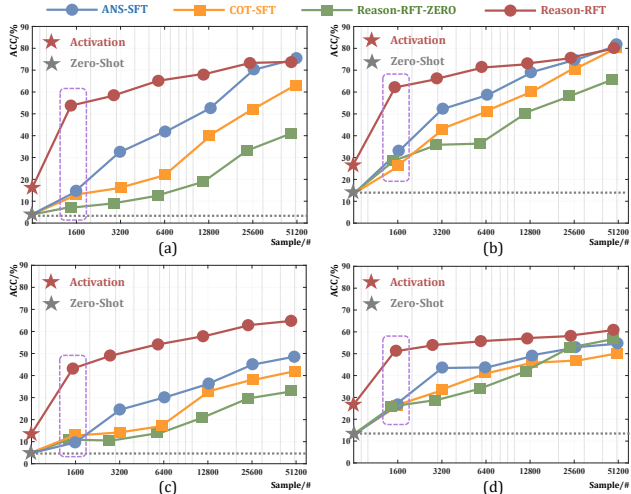 ANS-SFT COT-SFT Reason-RFT-ZERO Reason-RFT
ACC/%
90
80
70
60
50
40
30
20
10
0
Activation
Zero-Shot
1600 3200 6400 12800 25600 51200
Sample/#
(a)
ACC/%
90
80
70
60
50
40
30
20
10
0
Activation
Zero-Shot
1600 3200 6400 12800 25600 51200
Sample/#
(b)
ACC/%
90
80
70
60
50
40
30
20
10
0
Activation
Zero-Shot
1600 3200 6400 12800 25600 51200
Sample/#
(c)
ACC/%
90
80
70
60
50
40
30
20
10
0
Activation
Zero-Shot
1600 3200 6400 12800 25600 51200
Sample/#
(d)